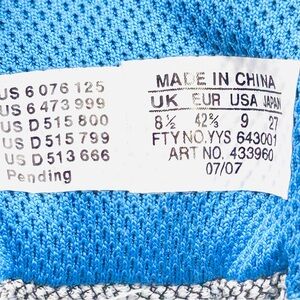 US 6 076 125
US 6 473 999
US D 515 800
US D 515 799
US D 513 666
Pending
MADE IN CHINA
UK EUR USA JAPAN
8½ 42⅔ 9 27
FTY NO. YYS 643001
ART NO. 433960
07/07